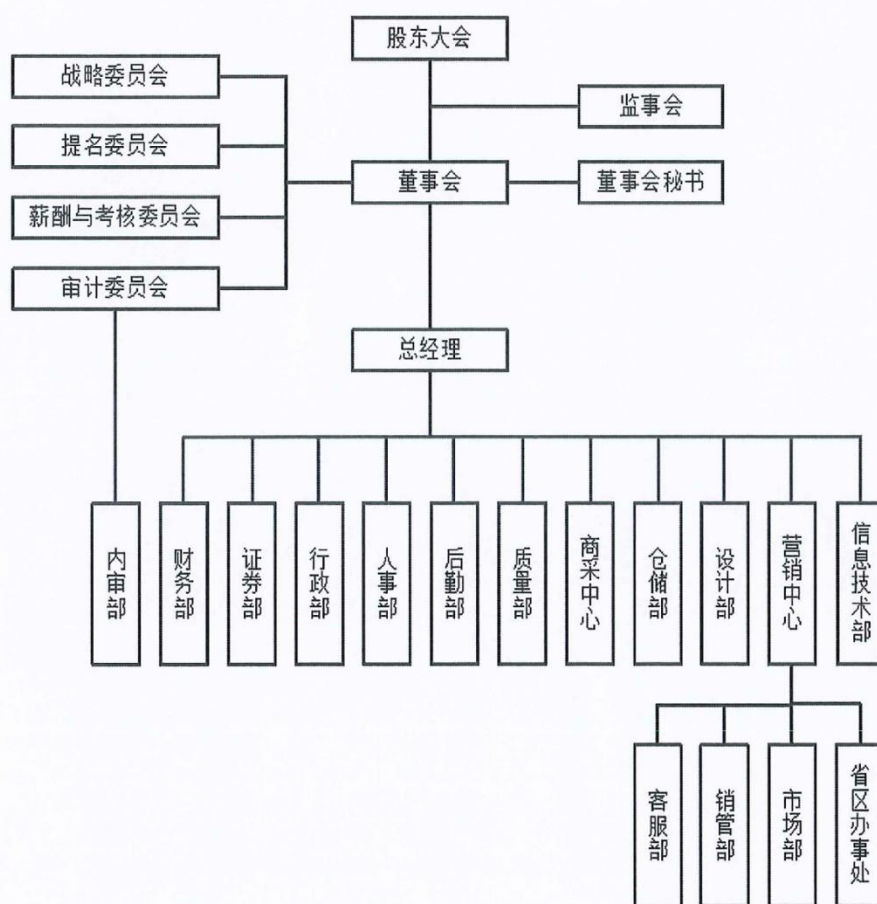 股东大会
战略委员会
监事会
提名委员会
董事会
董事会秘书
薪酬与考核委员会
审计委员会
总经理
内审部
财务部
证券部
行政部
人事部
后勤部
质量部
商采中心
仓储部
设计部
营销中心
信息技术部
客服部
销管部
市场部
省区办事处